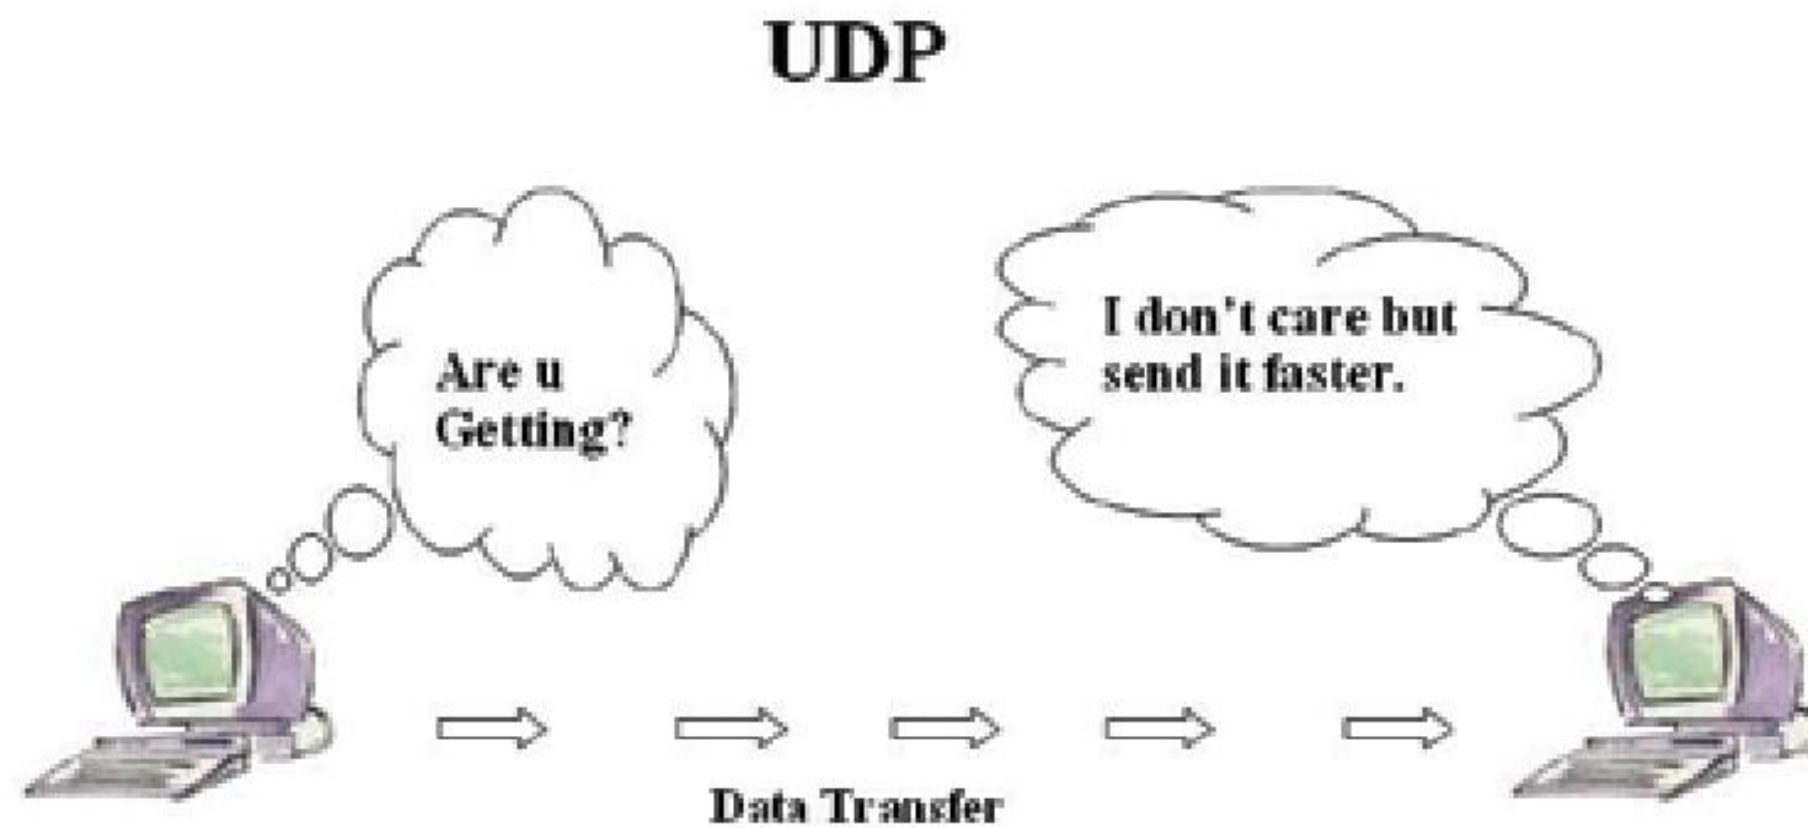 UDP
Are u
Getting?
I don't care but
send it faster.
Data Transfer